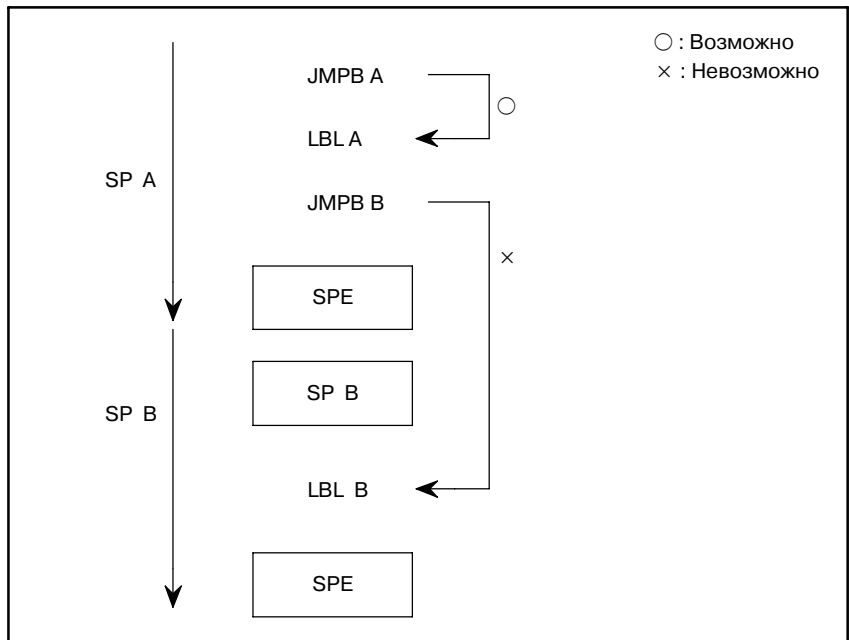 ○ : Возможно
× : Невозможно
JMPB A
○
LBL A
SP A
JMPB B
×
SPE
SP B
SP B
LBL B
SPE